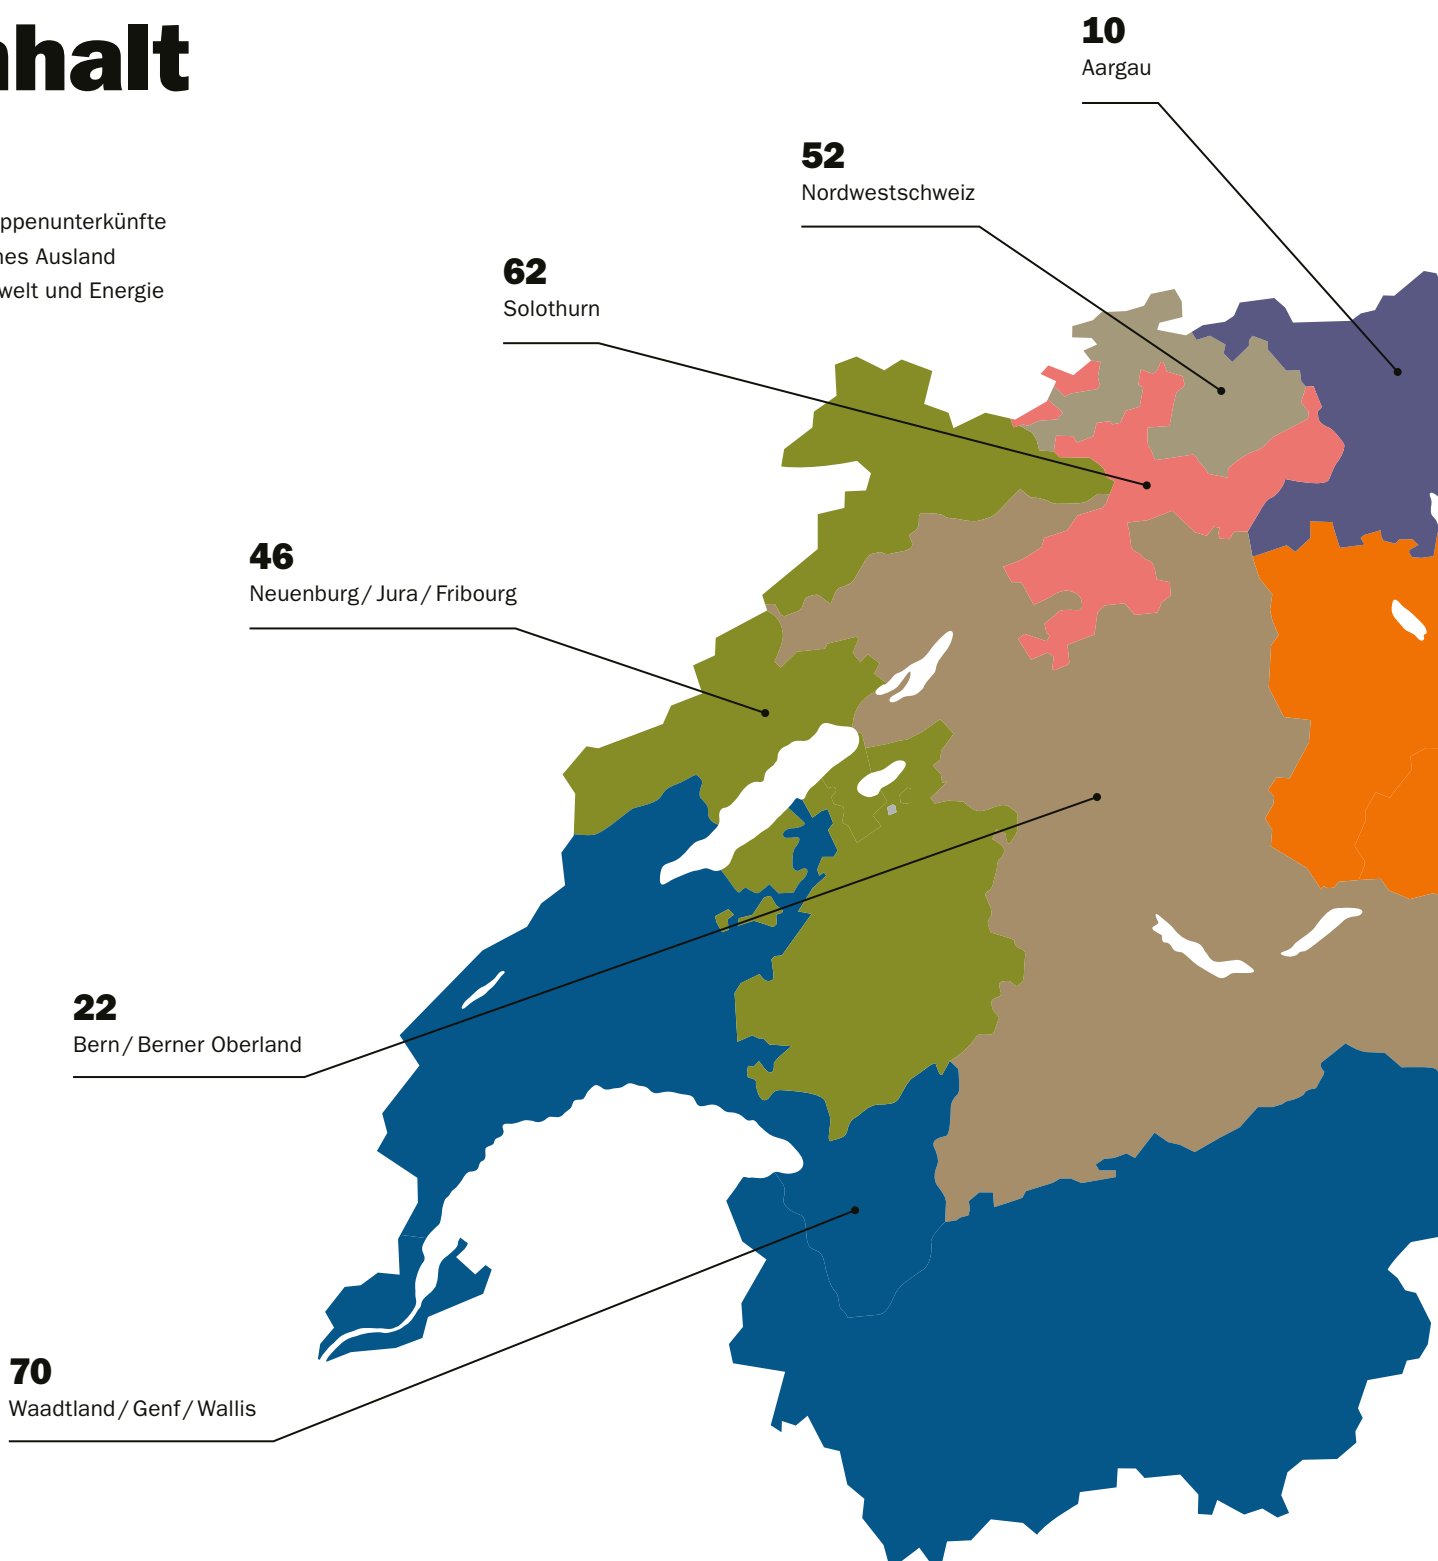 nhalt
ppenunterkünfte
nes Ausland
welt und Energie
10
Aargau
52
Nordwestschweiz
62
Solothurn
46
Neuenburg / Jura / Fribourg
22
Bern / Berner Oberland
70
Waadtland / Genf / Wallis